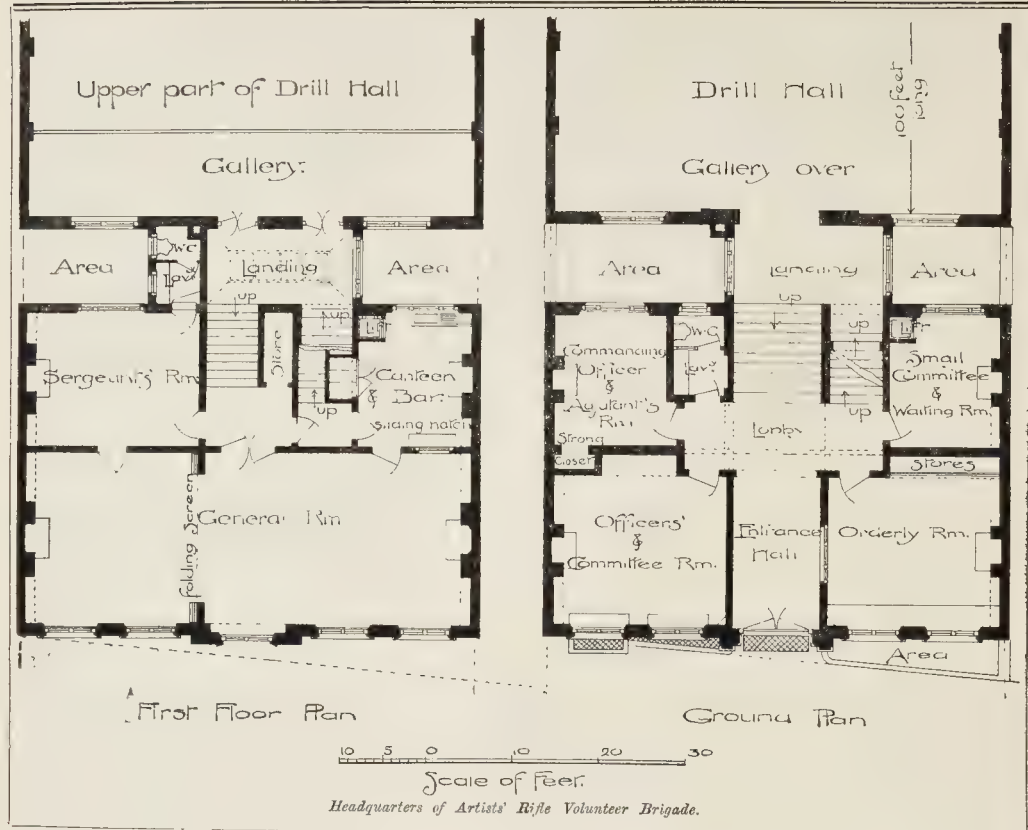 Upper part of Drill Hall
Gallery:
Area
W.C
Lavy
Landing
Area
up
up
Store
up
Lift
Sergeants' Rm
Canteen
&
Bar.
Sliding hatch
General Rm
Folding Screen
First Floor Plan
Drill Hall
100 feet
long
Gallery over
Area
Landing
Area
up
up
up
W.C
Lavy
Lift
Commanding
Officer
&
Adjutant's
Rm
Strong
Closet
Small
Committee
&
Waiting Rm.
Lobby
Stores
Officers'
&
Committee Rm.
Entrance
Hall
Orderly Rm.
Area
Ground Plan
10 5 0 10 20 30
Scale of Feet.
Headquarters of Artists' Rifle Volunteer Brigade.